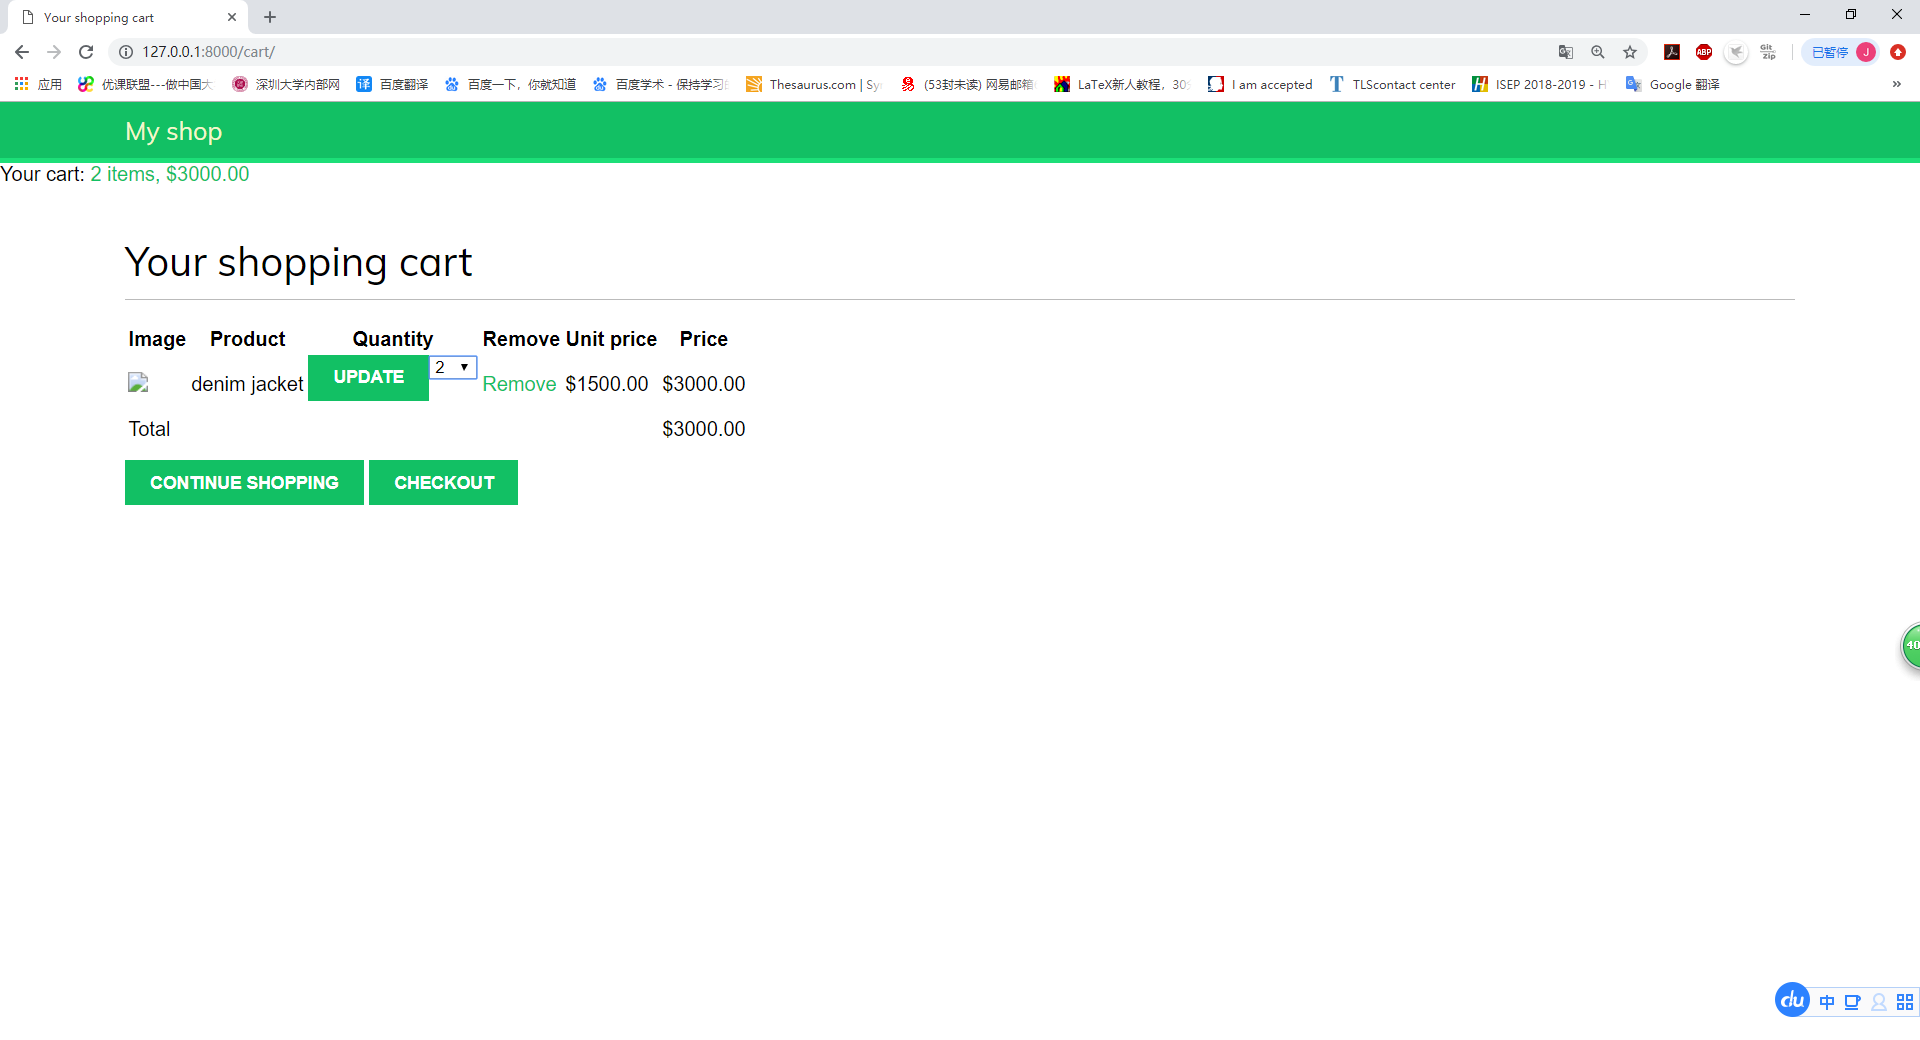 Your shopping cart
127.0.0.1:8000/cart/
已暂停 J
应用 优课联盟---做中国大 深圳大学内部网 译 百度翻译 百度一下，你就知道 百度学术 - 保持学习 Thesaurus.com | Sy (53封未读) 网易邮箱 LaTeX新人教程，30 I am accepted TLScontact center ISEP 2018-2019 - H Google 翻译 »
My shop
Your cart: 2 items, $3000.00
Your shopping cart
Image Product Quantity Remove Unit price Price
denim jacket UPDATE 2 Remove $1500.00 $3000.00
Total $3000.00
CONTINUE SHOPPING CHECKOUT
40
du 中